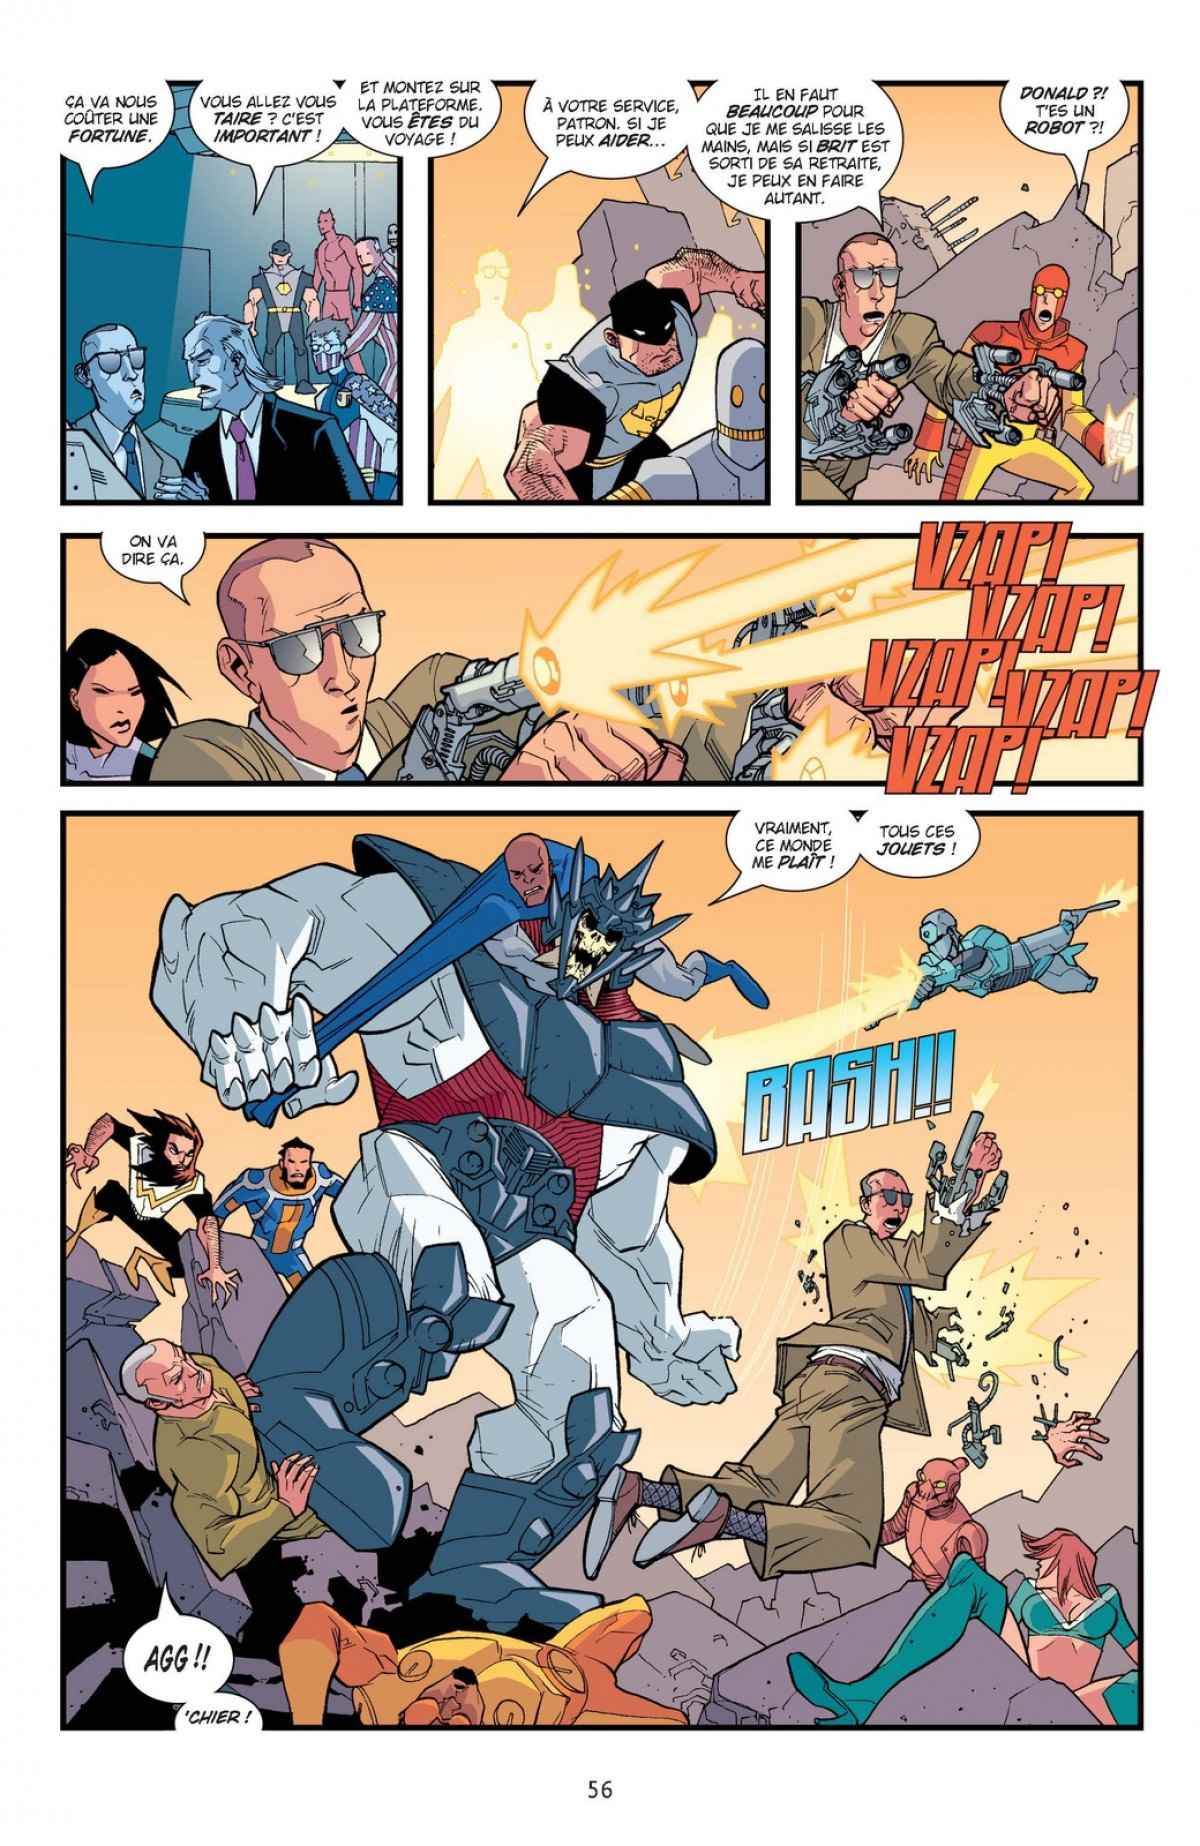 ÇA VA NOUS
COÛTER UNE
FORTUNE.
VOUS ALLEZ VOUS
TAIRE ? C'EST
IMPORTANT !
ET MONTEZ SUR
LA PLATEFORME.
VOUS ÊTES DU
VOYAGE !
À VOTRE SERVICE,
PATRON. SI JE
PEUX AIDER...
IL EN FAUT
BEAUCOUP POUR
QUE JE ME SALISSE LES
MAINS, MAIS SI BRIT EST
SORTI DE SA RETRAITE,
JE PEUX EN FAIRE
AUTANT.
DONALD ?!
T'ES UN
ROBOT ?!
ON VA
DIRE ÇA.
VZAP!
VZAP!
VZAP!
VZAP!
VZAP!
VRAIMENT,
CE MONDE
ME PLAÎT !
TOUS CES
JOUETS !
BASH!!
AGG !!
'CHIER !
56